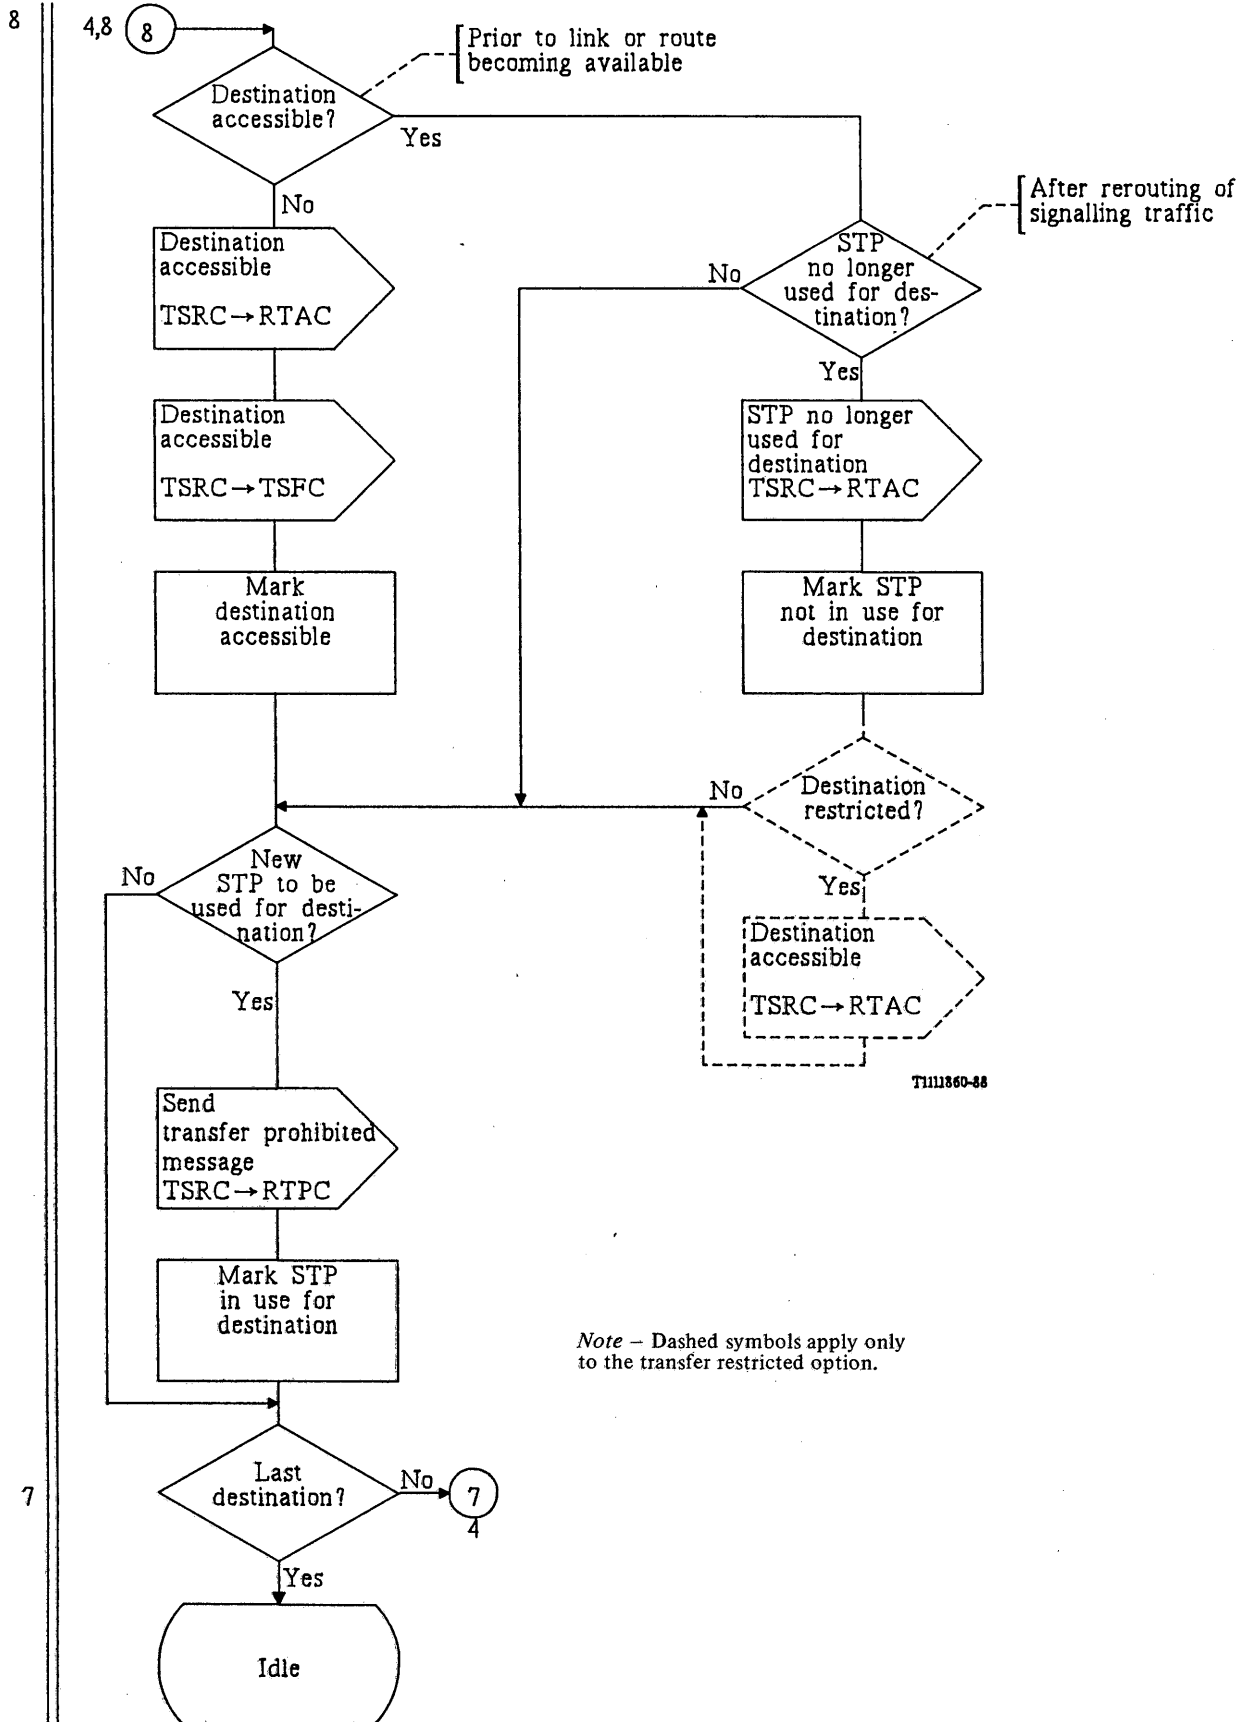 8
4,8
8
Prior to link or route
becoming available
Destination
accessible?
Yes
No
After rerouting of
signalling traffic
Destination
accessible
TSRC→RTAC
STP
no longer
used for des-
tination?
No
Yes
Destination
accessible
TSRC→TSFC
STP no longer
used for
destination
TSRC→RTAC
Mark
destination
accessible
Mark STP
not in use for
destination
Destination
restricted?
No
Yes
New
STP to be
used for desti-
nation?
No
Yes
Destination
accessible
TSRC→RTAC
T1111860-88
Send
transfer prohibited
message
TSRC→RTPC
Mark STP
in use for
destination
Note – Dashed symbols apply only
to the transfer restricted option.
7
Last
destination?
No
7
4
Yes
Idle